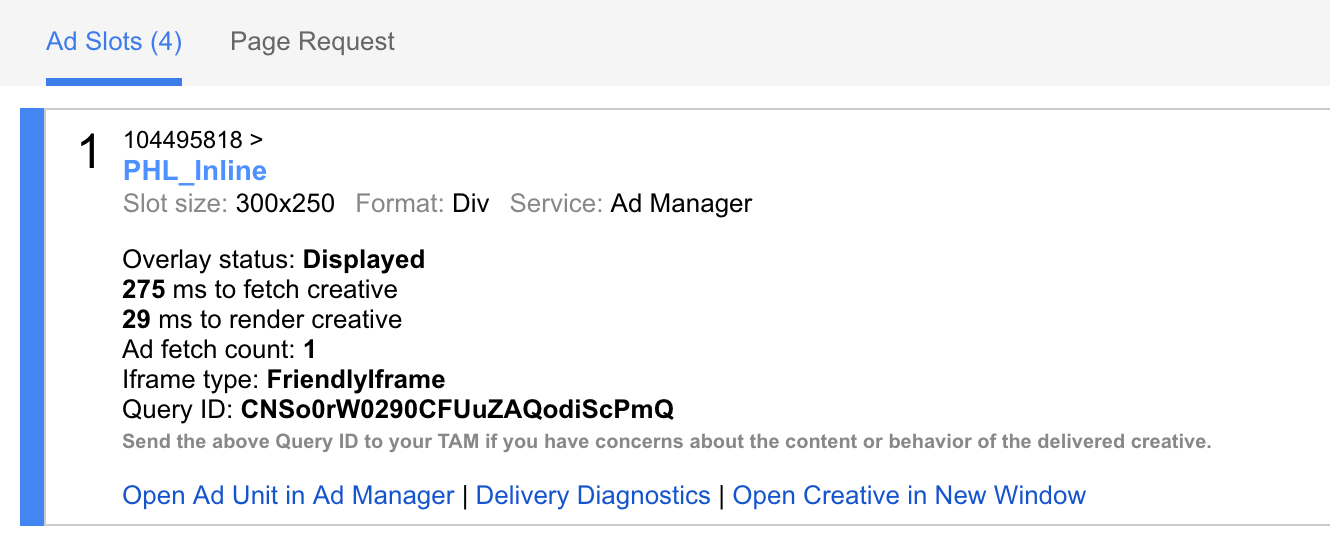 Ad Slots (4) Page Request
1 104495818 >
PHL_Inline
Slot size: 300x250 Format: Div Service: Ad Manager
Overlay status: Displayed
275 ms to fetch creative
29 ms to render creative
Ad fetch count: 1
Iframe type: FriendlyIframe
Query ID: CNSo0rW0290CFUuZAQodiScPmQ
Send the above Query ID to your TAM if you have concerns about the content or behavior of the delivered creative.
Open Ad Unit in Ad Manager | Delivery Diagnostics | Open Creative in New Window